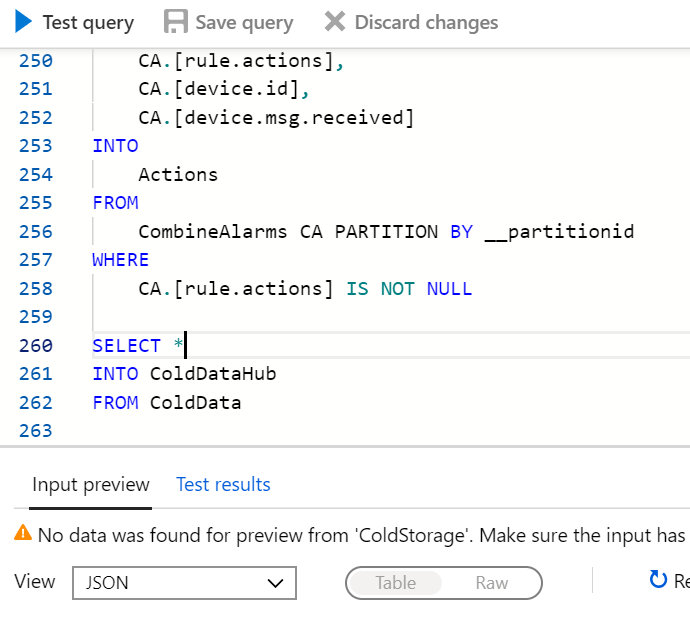 Test query Save query Discard changes
250 CA.[rule.actions],
251 CA.[device.id],
252 CA.[device.msg.received]
253 INTO
254 Actions
255 FROM
256 CombineAlarms CA PARTITION BY __partitionid
257 WHERE
258 CA.[rule.actions] IS NOT NULL
259
260 SELECT *
261 INTO ColdDataHub
262 FROM ColdData
263
Input preview Test results
No data was found for preview from 'ColdStorage'. Make sure the input has
View JSON Table Raw Re